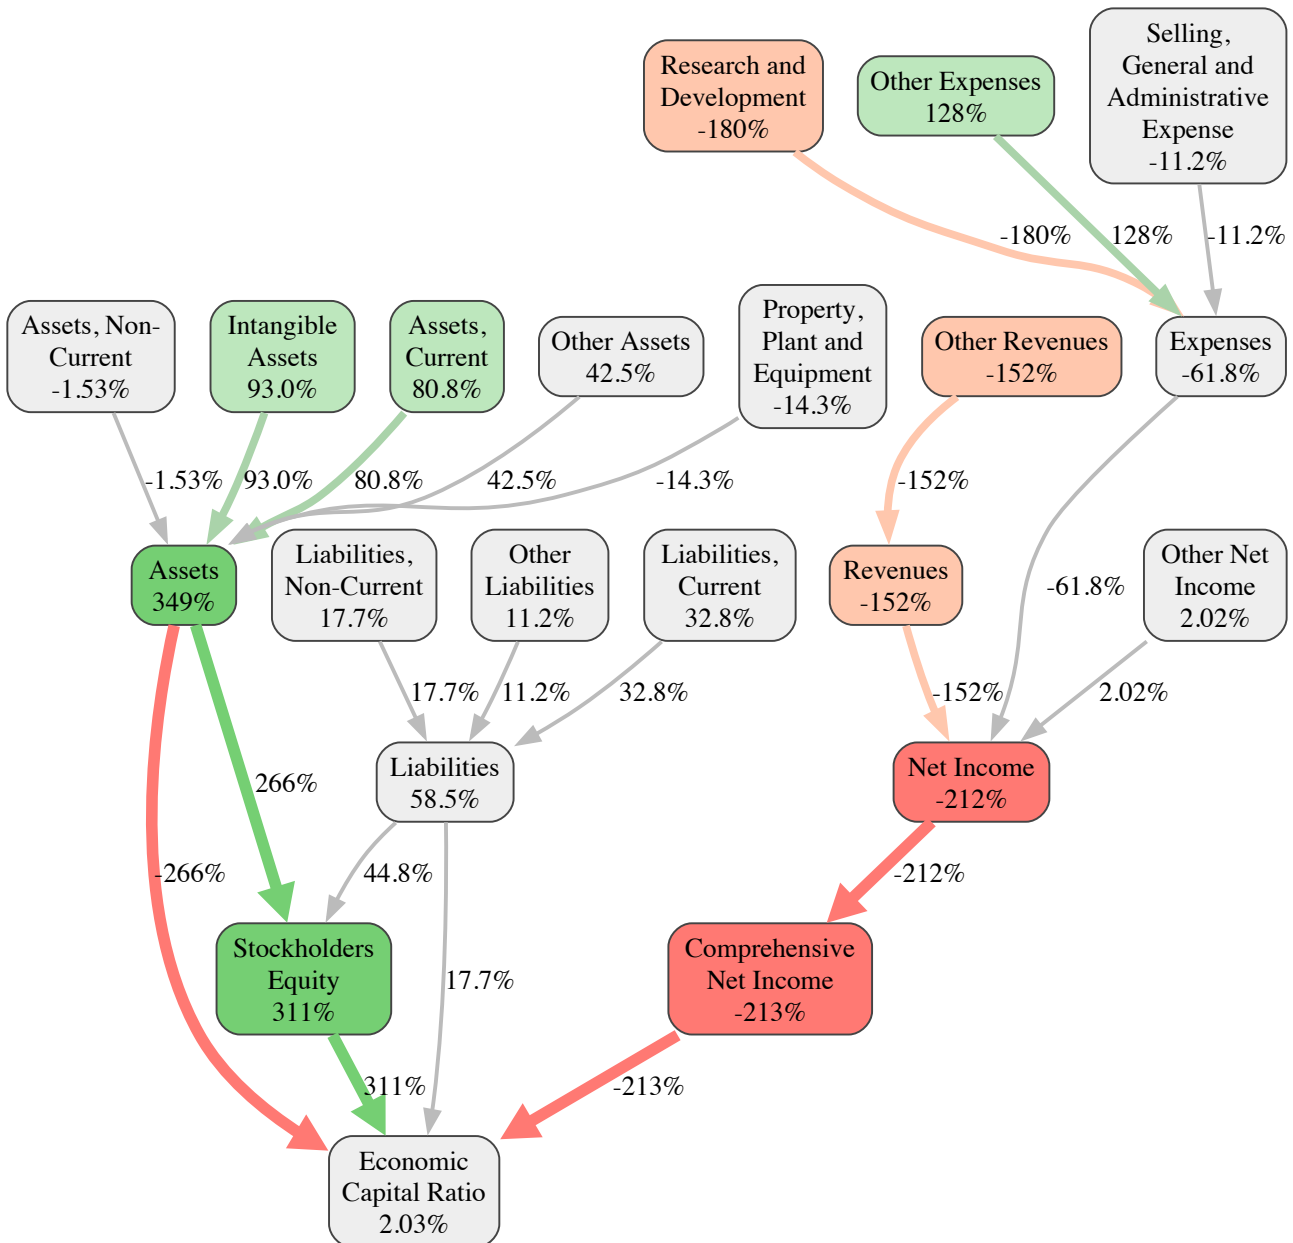 Selling,
General and
Administrative
Expense
-11.2%
Research and
Development
-180%
Other Expenses
128%
-180%
128%
-11.2%
Assets, Non-
Current
-1.53%
Intangible
Assets
93.0%
Assets,
Current
80.8%
Other Assets
42.5%
Property,
Plant and
Equipment
-14.3%
Other Revenues
-152%
Expenses
-61.8%
-1.53%
93.0%
80.8%
42.5%
-14.3%
-152%
Assets
349%
Liabilities,
Non-Current
17.7%
Other
Liabilities
11.2%
Liabilities,
Current
32.8%
Revenues
-152%
-61.8%
Other Net
Income
2.02%
17.7%
11.2%
32.8%
-152%
2.02%
266%
Liabilities
58.5%
Net Income
-212%
-266%
44.8%
-212%
Stockholders
Equity
311%
17.7%
Comprehensive
Net Income
-213%
311%
-213%
Economic
Capital Ratio
2.03%